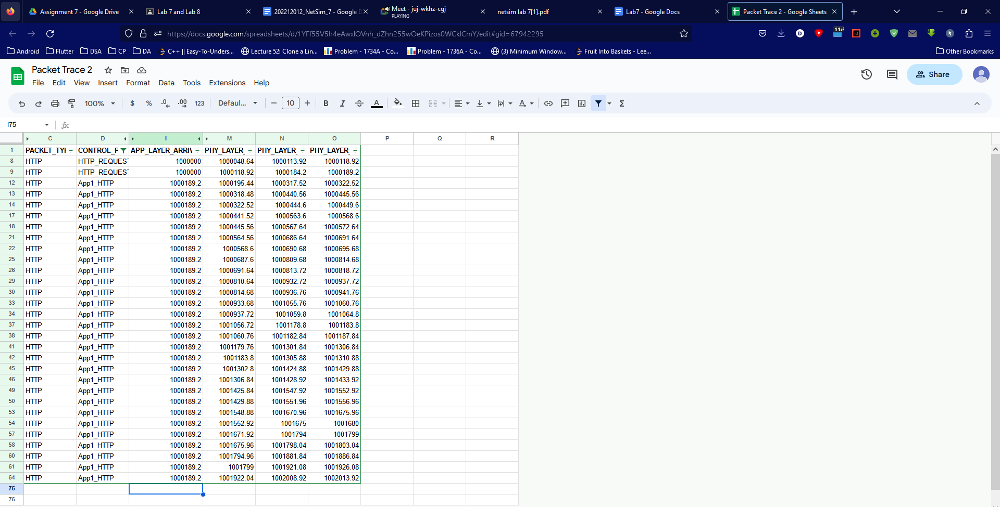 Assignment 7 - Google Drive
Lab 7 and Lab 8
202212012_NetSim_7 - Google D
Meet - juj-wkhz-cgj
PLAYING
netsim lab 7[1].pdf
Lab7 - Google Docs
Packet Trace 2 - Google Sheets
https://docs.google.com/spreadsheets/d/1YFf55V5h4eAwxlOVnh_dZhn255wOeKPizos0WCklCmY/edit#gid=67942295
Android Flutter DSA CP DA C++ || Easy-To-Unders... Lecture 52: Clone a Lin... Problem - 1734A - Co... Problem - 1736A - Co... (3) Minimum Window... Fruit Into Baskets - Lee... Other Bookmarks
Packet Trace 2
File Edit View Insert Format Data Tools Extensions Help
Share
100% $ % .0 .00 123 Defaul... 10 B I A
I75 fx
C D I M N O P Q R
1 PACKET_TYI CONTROL_P APP_LAYER_ARRIV PHY_LAYER_ PHY_LAYER_ PHY_LAYER_
8 HTTP HTTP_REQUEST 1000000 1000048.64 1000113.92 1000118.92
9 HTTP HTTP_REQUEST 1000000 1000118.92 1000184.2 1000189.2
12 HTTP App1_HTTP 1000189.2 1000195.44 1000317.52 1000322.52
13 HTTP App1_HTTP 1000189.2 1000318.48 1000440.56 1000445.56
14 HTTP App1_HTTP 1000189.2 1000322.52 1000444.6 1000449.6
17 HTTP App1_HTTP 1000189.2 1000441.52 1000563.6 1000568.6
18 HTTP App1_HTTP 1000189.2 1000445.56 1000567.64 1000572.64
21 HTTP App1_HTTP 1000189.2 1000564.56 1000686.64 1000691.64
22 HTTP App1_HTTP 1000189.2 1000568.6 1000690.68 1000695.68
25 HTTP App1_HTTP 1000189.2 1000687.6 1000809.68 1000814.68
26 HTTP App1_HTTP 1000189.2 1000691.64 1000813.72 1000818.72
29 HTTP App1_HTTP 1000189.2 1000810.64 1000932.72 1000937.72
30 HTTP App1_HTTP 1000189.2 1000814.68 1000936.76 1000941.76
33 HTTP App1_HTTP 1000189.2 1000933.68 1001055.76 1001060.76
34 HTTP App1_HTTP 1000189.2 1000937.72 1001059.8 1001064.8
37 HTTP App1_HTTP 1000189.2 1001056.72 1001178.8 1001183.8
38 HTTP App1_HTTP 1000189.2 1001060.76 1001182.84 1001187.84
41 HTTP App1_HTTP 1000189.2 1001179.76 1001301.84 1001306.84
42 HTTP App1_HTTP 1000189.2 1001183.8 1001305.88 1001310.88
45 HTTP App1_HTTP 1000189.2 1001302.8 1001424.88 1001429.88
46 HTTP App1_HTTP 1000189.2 1001306.84 1001428.92 1001433.92
49 HTTP App1_HTTP 1000189.2 1001425.84 1001547.92 1001552.92
50 HTTP App1_HTTP 1000189.2 1001429.88 1001551.96 1001556.96
53 HTTP App1_HTTP 1000189.2 1001548.88 1001670.96 1001675.96
54 HTTP App1_HTTP 1000189.2 1001552.92 1001675 1001680
57 HTTP App1_HTTP 1000189.2 1001671.92 1001794 1001799
58 HTTP App1_HTTP 1000189.2 1001675.96 1001798.04 1001803.04
60 HTTP App1_HTTP 1000189.2 1001794.96 1001881.84 1001886.84
61 HTTP App1_HTTP 1000189.2 1001799 1001921.08 1001926.08
64 HTTP App1_HTTP 1000189.2 1001922.04 1002008.92 1002013.92
75
76